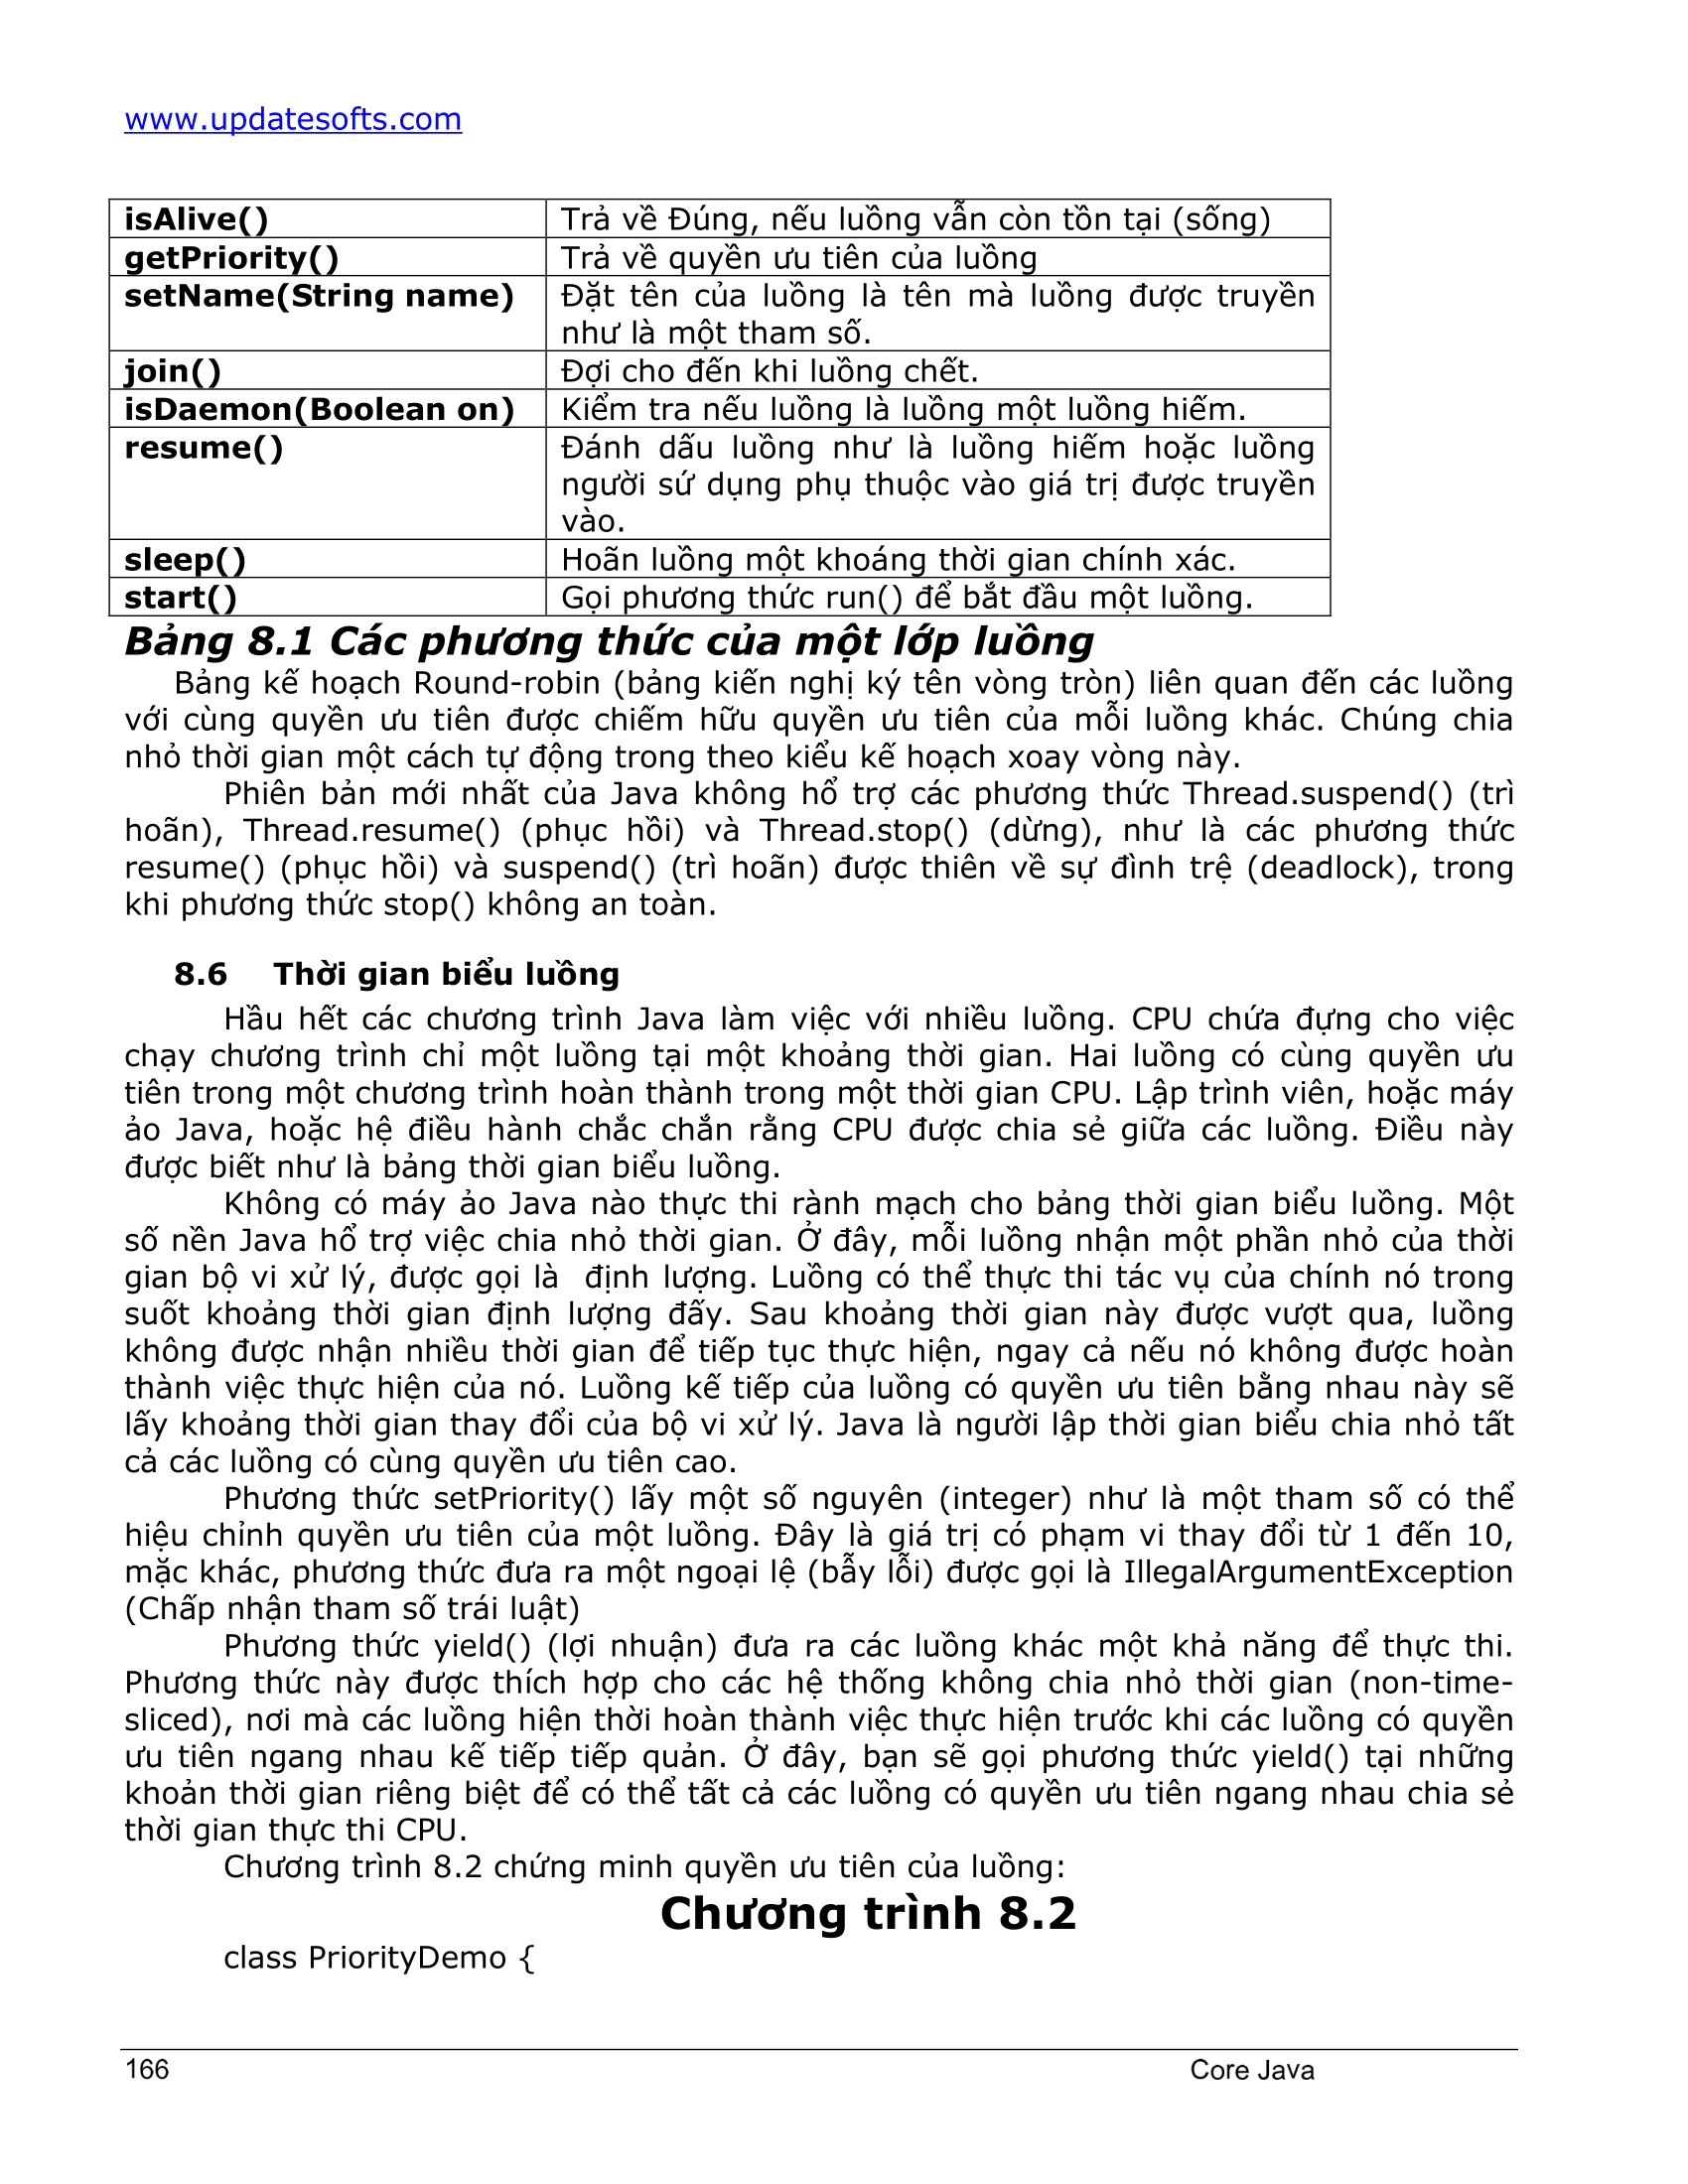 www.updatesofts.com
isAlive() Trả về Đúng, nếu luồng vẫn còn tồn tại (sống)
getPriority() Trả về quyền ưu tiên của luồng
setName(String name) Đặt tên của luồng là tên mà luồng được truyền
như là một tham số.
join() Đợi cho đến khi luồng chết.
isDaemon(Boolean on) Kiểm tra nếu luồng là luồng một luồng hiếm.
resume() Đánh dấu luồng như là luồng hiếm hoặc luồng
người sứ dụng phụ thuộc vào giá trị được truyền
vào.
sleep() Hoãn luồng một khoáng thời gian chính xác.
start() Gọi phương thức run() để bắt đầu một luồng.
Bảng 8.1 Các phương thức của một lớp luồng
Bảng kế hoạch Round-robin (bảng kiến nghị ký tên vòng tròn) liên quan đến các luồng
với cùng quyền ưu tiên được chiếm hữu quyền ưu tiên của mỗi luồng khác. Chúng chia
nhỏ thời gian một cách tự động trong theo kiểu kế hoạch xoay vòng này.
Phiên bản mới nhất của Java không hổ trợ các phương thức Thread.suspend() (trì
hoãn), Thread.resume() (phục hồi) và Thread.stop() (dừng), như là các phương thức
resume() (phục hồi) và suspend() (trì hoãn) được thiên về sự đình trệ (deadlock), trong
khi phương thức stop() không an toàn.
8.6 Thời gian biểu luồng
Hầu hết các chương trình Java làm việc với nhiều luồng. CPU chứa đựng cho việc
chạy chương trình chỉ một luồng tại một khoảng thời gian. Hai luồng có cùng quyền ưu
tiên trong một chương trình hoàn thành trong một thời gian CPU. Lập trình viên, hoặc máy
ảo Java, hoặc hệ điều hành chắc chắn rằng CPU được chia sẻ giữa các luồng. Điều này
được biết như là bảng thời gian biểu luồng.
Không có máy ảo Java nào thực thi rành mạch cho bảng thời gian biểu luồng. Một
số nền Java hổ trợ việc chia nhỏ thời gian. Ở đây, mỗi luồng nhận một phần nhỏ của thời
gian bộ vi xử lý, được gọi là  định lượng. Luồng có thể thực thi tác vụ của chính nó trong
suốt khoảng thời gian định lượng đấy. Sau khoảng thời gian này được vượt qua, luồng
không được nhận nhiều thời gian để tiếp tục thực hiện, ngay cả nếu nó không được hoàn
thành việc thực hiện của nó. Luồng kế tiếp của luồng có quyền ưu tiên bằng nhau này sẽ
lấy khoảng thời gian thay đổi của bộ vi xử lý. Java là người lập thời gian biểu chia nhỏ tất
cả các luồng có cùng quyền ưu tiên cao.
Phương thức setPriority() lấy một số nguyên (integer) như là một tham số có thể
hiệu chỉnh quyền ưu tiên của một luồng. Đây là giá trị có phạm vi thay đổi từ 1 đến 10,
mặc khác, phương thức đưa ra một ngoại lệ (bẫy lỗi) được gọi là IllegalArgumentException
(Chấp nhận tham số trái luật)
Phương thức yield() (lợi nhuận) đưa ra các luồng khác một khả năng để thực thi.
Phương thức này được thích hợp cho các hệ thống không chia nhỏ thời gian (non-time-
sliced), nơi mà các luồng hiện thời hoàn thành việc thực hiện trước khi các luồng có quyền
ưu tiên ngang nhau kế tiếp tiếp quản. Ở đây, bạn sẽ gọi phương thức yield() tại những
khoản thời gian riêng biệt để có thể tất cả các luồng có quyền ưu tiên ngang nhau chia sẻ
thời gian thực thi CPU.
Chương trình 8.2 chứng minh quyền ưu tiên của luồng:
Chương trình 8.2
class PriorityDemo {
166 Core Java